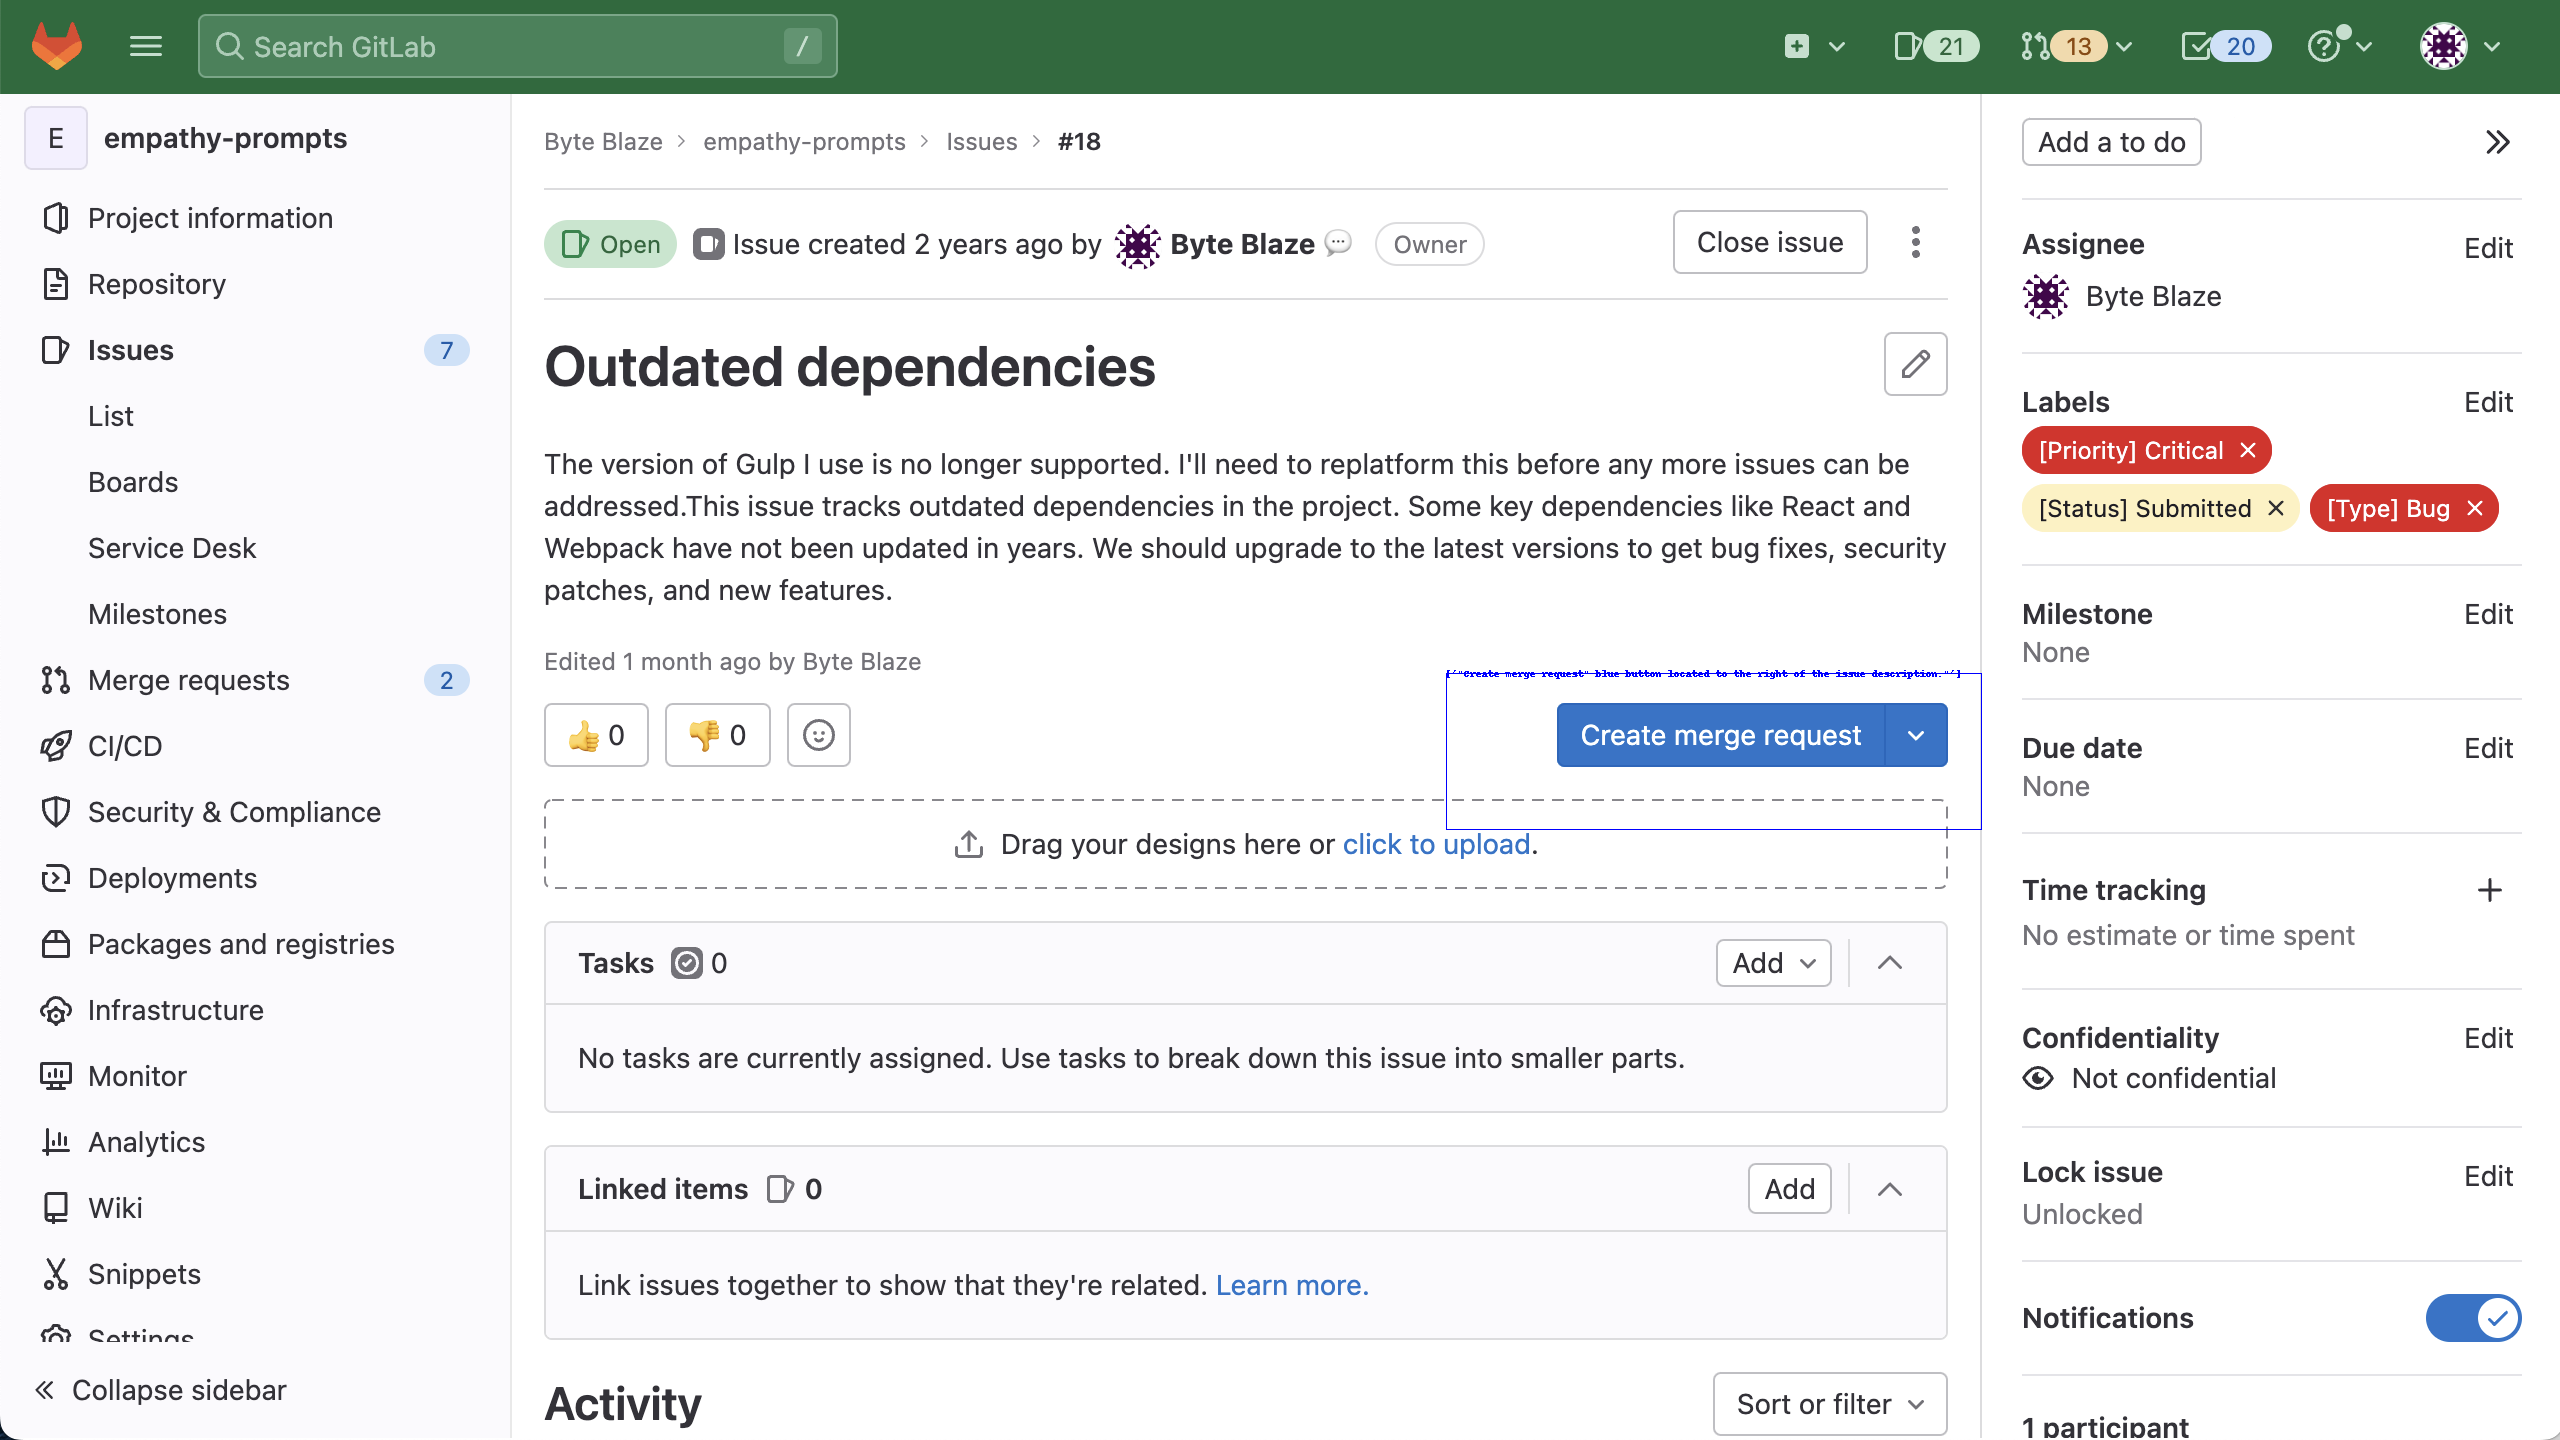 Search GitLab /
21
13
20
E empathy-prompts
Project information
Repository
Issues 7
List
Boards
Service Desk
Milestones
Merge requests 2
CI/CD
Security & Compliance
Deployments
Packages and registries
Infrastructure
Monitor
Analytics
Wiki
Snippets
Settings
Collapse sidebar
Byte Blaze > empathy-prompts > Issues > #18
Open Issue created 2 years ago by Byte Blaze Owner
Close issue
Outdated dependencies
The version of Gulp I use is no longer supported. I'll need to replatform this before any more issues can be
addressed.This issue tracks outdated dependencies in the project. Some key dependencies like React and
Webpack have not been updated in years. We should upgrade to the latest versions to get bug fixes, security
patches, and new features.
Edited 1 month ago by Byte Blaze
['"Create merge request" blue button located to the right of the issue description."']
0 0
Create merge request
Drag your designs here or click to upload.
Tasks 0
Add
No tasks are currently assigned. Use tasks to break down this issue into smaller parts.
Linked items 0
Add
Link issues together to show that they're related. Learn more.
Activity
Sort or filter
Add a to do
Assignee Edit
Byte Blaze
Labels Edit
[Priority] Critical
[Status] Submitted [Type] Bug
Milestone Edit
None
Due date Edit
None
Time tracking
No estimate or time spent
Confidentiality Edit
Not confidential
Lock issue Edit
Unlocked
Notifications
1 participant